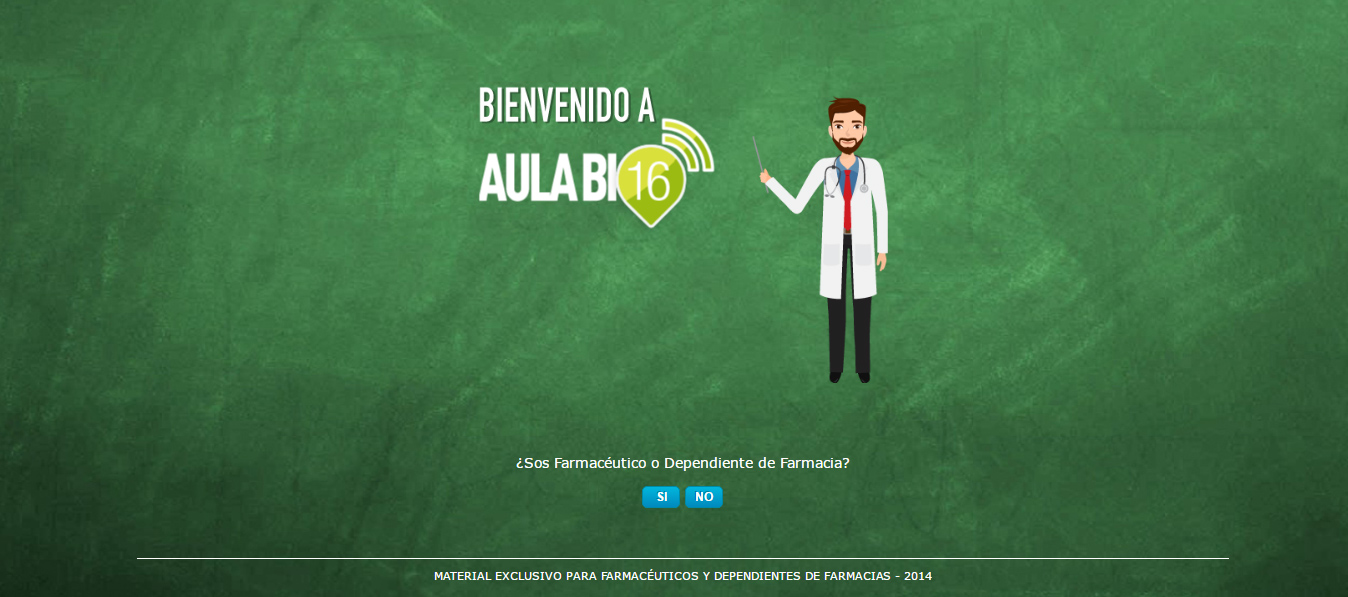 BIENVENIDO A
AULA BI 16
¿Sos Farmacéutico o Dependiente de Farmacia?
SI NO
MATERIAL EXCLUSIVO PARA FARMACÉUTICOS Y DEPENDIENTES DE FARMACIAS - 2014